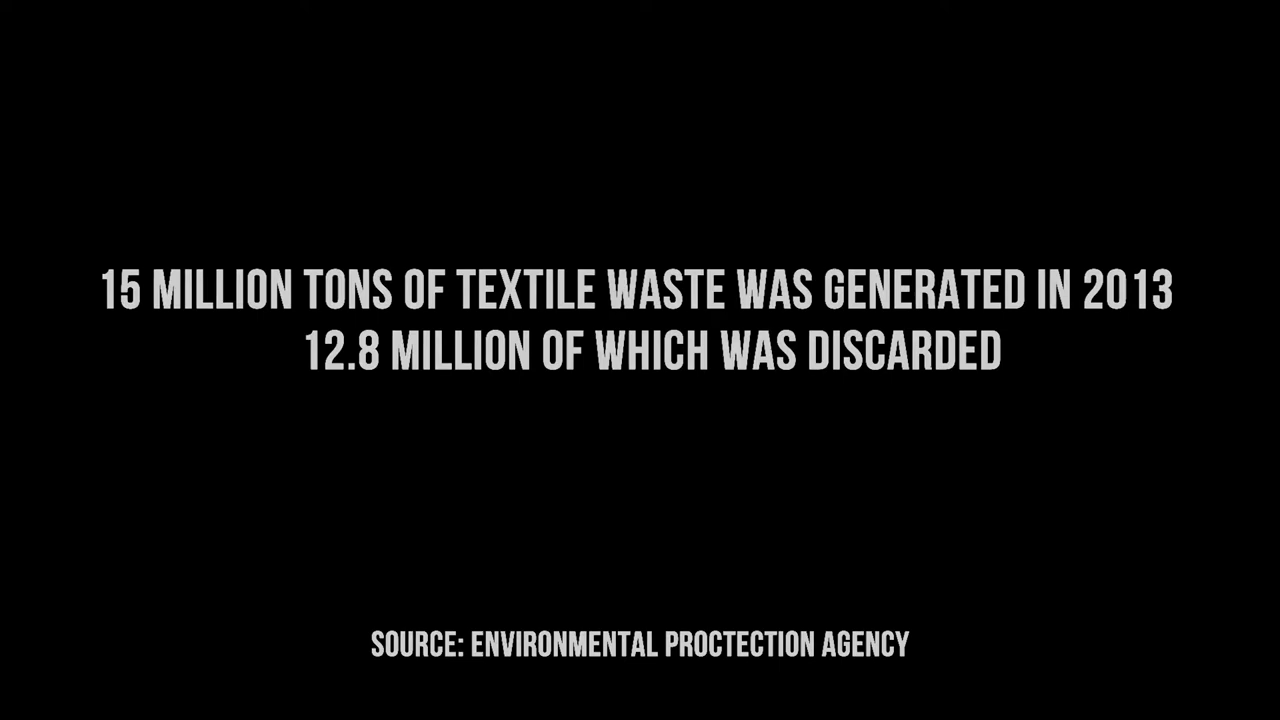 15 MILLION TONS OF TEXTILE WASTE WAS GENERATED IN 2013
12.8 MILLION OF WHICH WAS DISCARDED
SOURCE: ENVIRONMENTAL PROCTECTION AGENCY